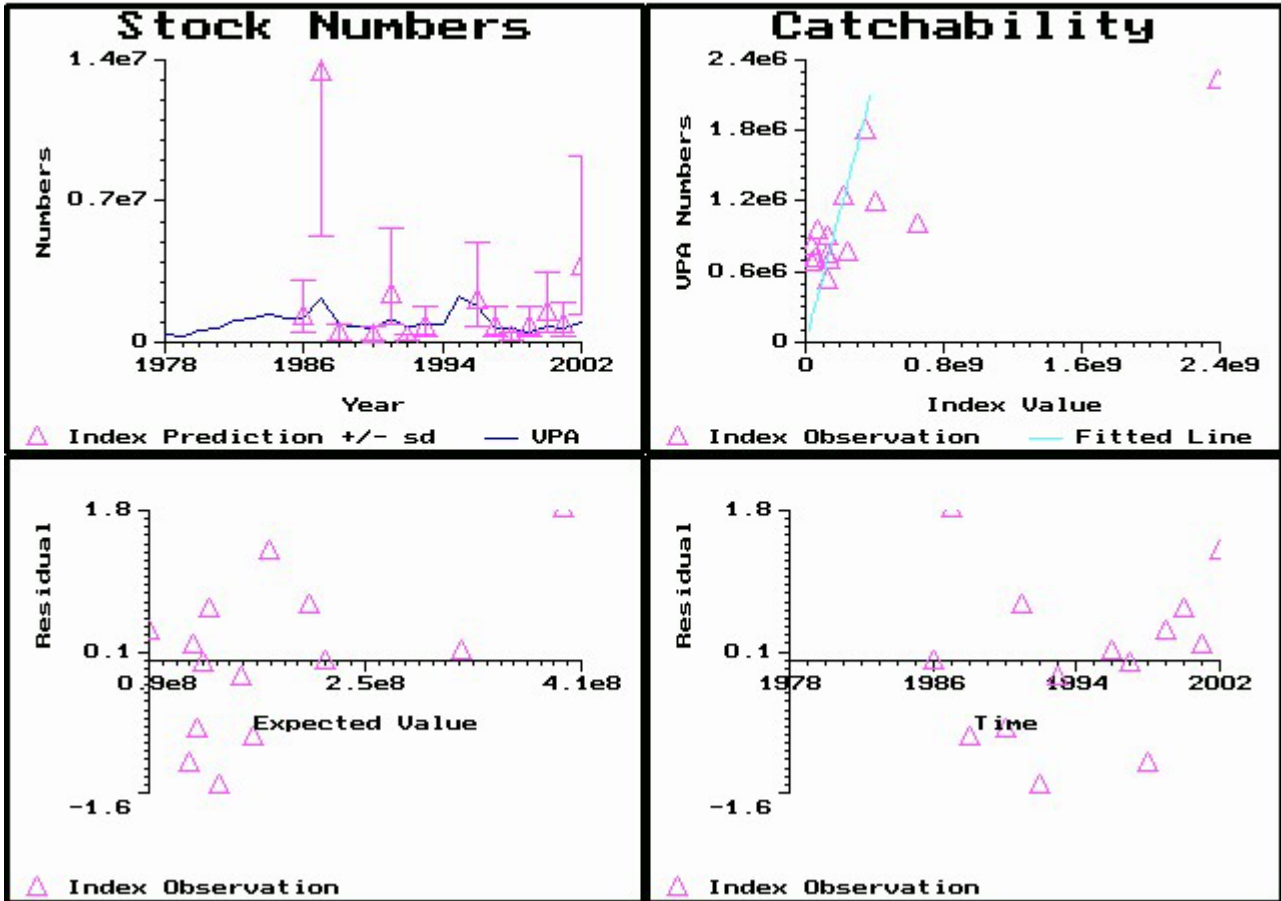 Stock Numbers
1.4e7
0.7e7
0
Numbers
1978 1986 1994 2002
Year
Index Prediction +/- sd VPA
Catchability
2.4e6
1.8e6
1.2e6
0.6e6
0
VPA Numbers
0 0.8e9 1.6e9 2.4e9
Index Value
Index Observation Fitted Line
1.8
0.1
-1.6
Residual
0.9e8 2.5e8 4.1e8
Expected Value
Index Observation
1.8
0.1
-1.6
Residual
1978 1986 1994 2002
Time
Index Observation